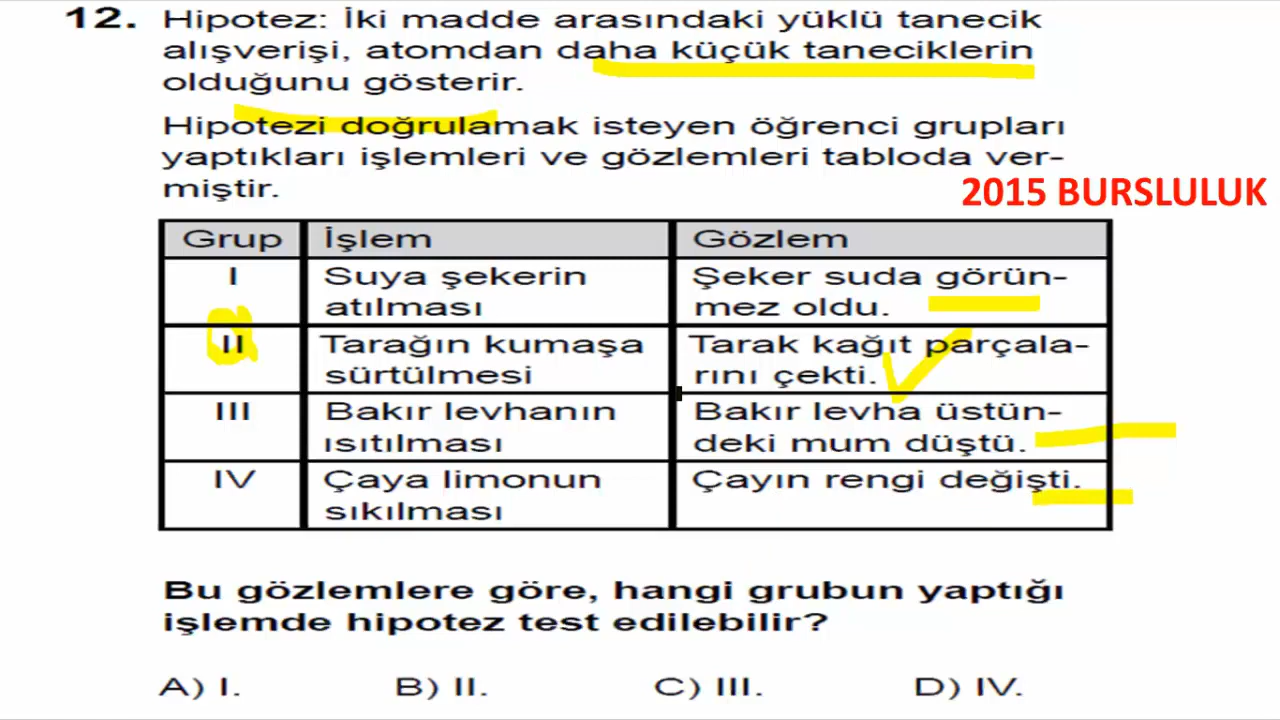 12. Hipotez: İki madde arasındaki yüklü tanecik
alışverişi, atomdan daha küçük taneciklerin
olduğunu gösterir.
Hipotezi doğrulamak isteyen öğrenci grupları
yaptıkları işlemleri ve gözlemleri tabloda ver-
miştir.
2015 BURSLULUK
Grup İşlem Gözlem
I Suya şekerin Şeker suda görün-
atılması mez oldu.
II Tarağın kumaşa Tarak kağıt parçala-
sürtülmesi rını çekti.
III Bakır levhanın Bakır levha üstün-
ısıtılması deki mum düştü.
IV Çaya limonun Çayın rengi değişti.
sıkılması
Bu gözlemlere göre, hangi grubun yaptığı
işlemde hipotez test edilebilir?
A) I. B) II. C) III. D) IV.